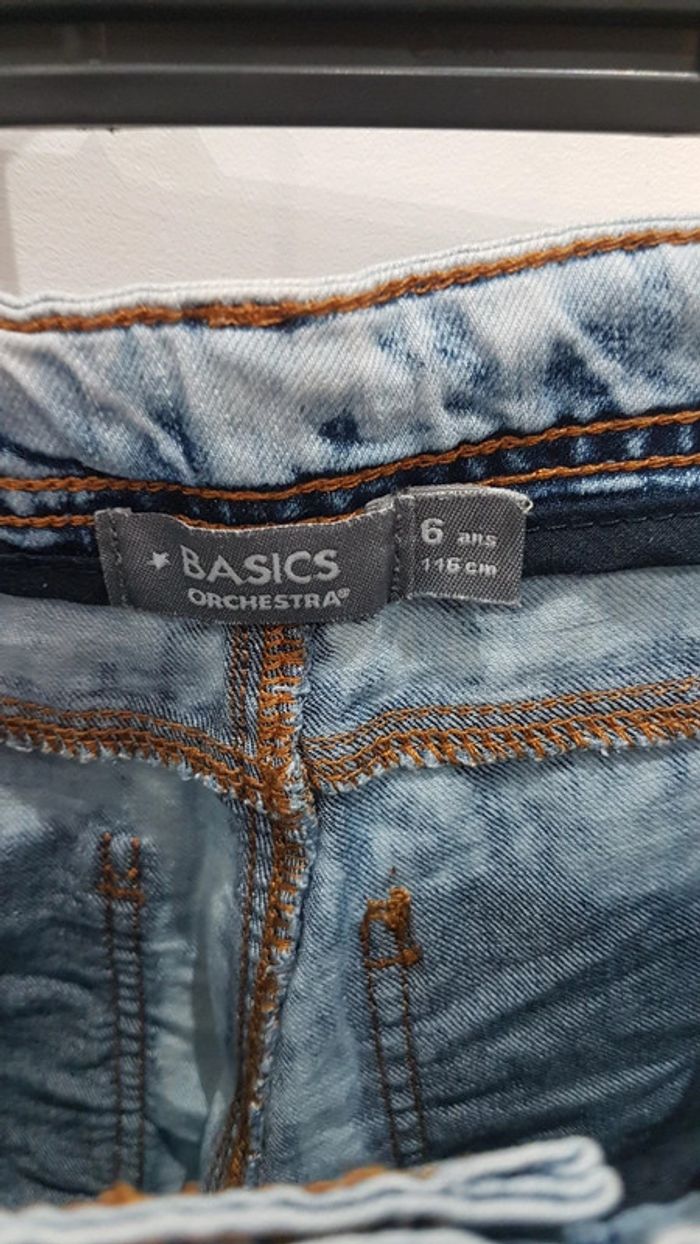 BASICS
ORCHESTRA®
6 ans
116 cm